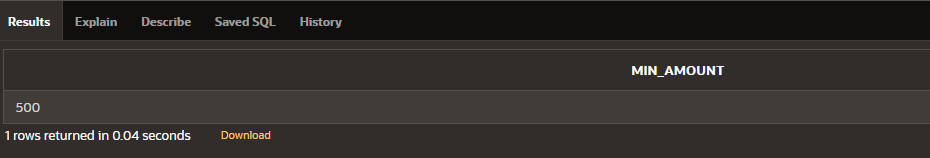 Results Explain Describe Saved SQL History
MIN_AMOUNT
500
1 rows returned in 0.04 seconds Download